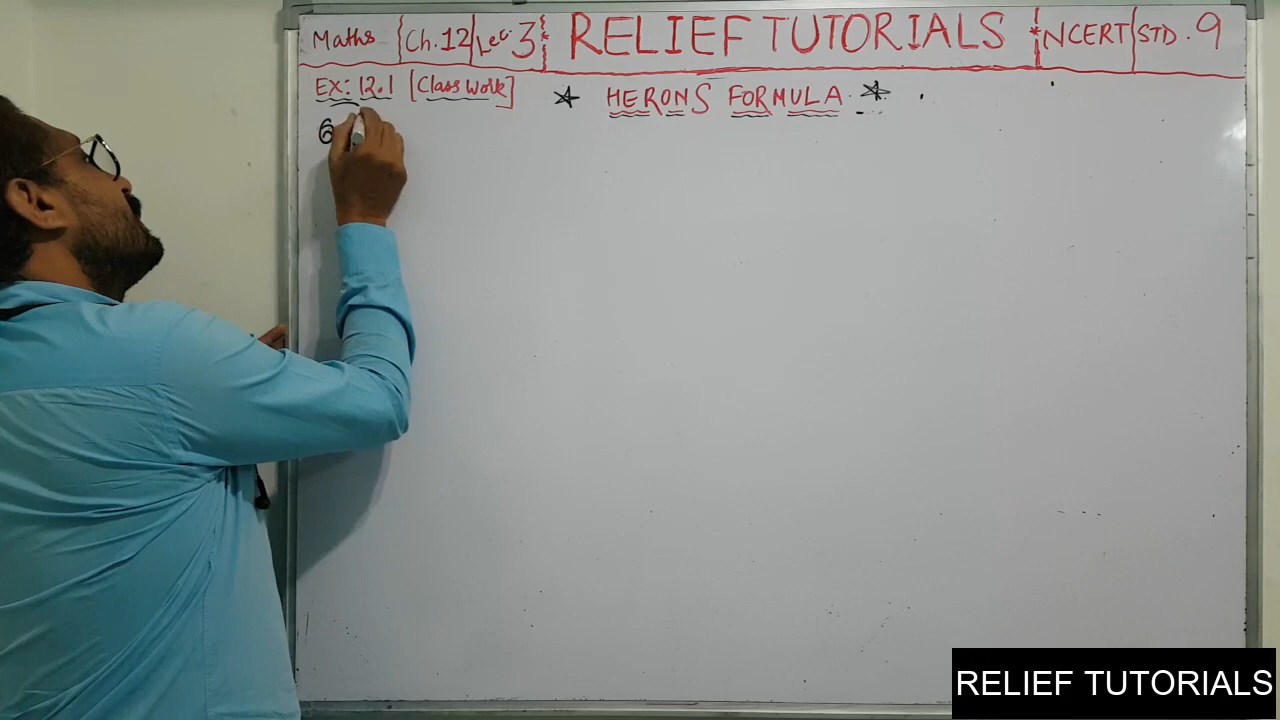 Maths Ch.12 Lec. 3 * RELIEF TUTORIALS * NCERT STD. 9
EX: 12.1 [Class work] ☆ HERONS FORMULA ☆
6
RELIEF TUTORIALS